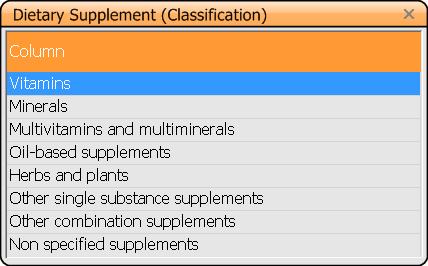 Dietary Supplement (Classification)
Column
Vitamins
Minerals
Multivitamins and multiminerals
Oil-based supplements
Herbs and plants
Other single substance supplements
Other combination supplements
Non specified supplements